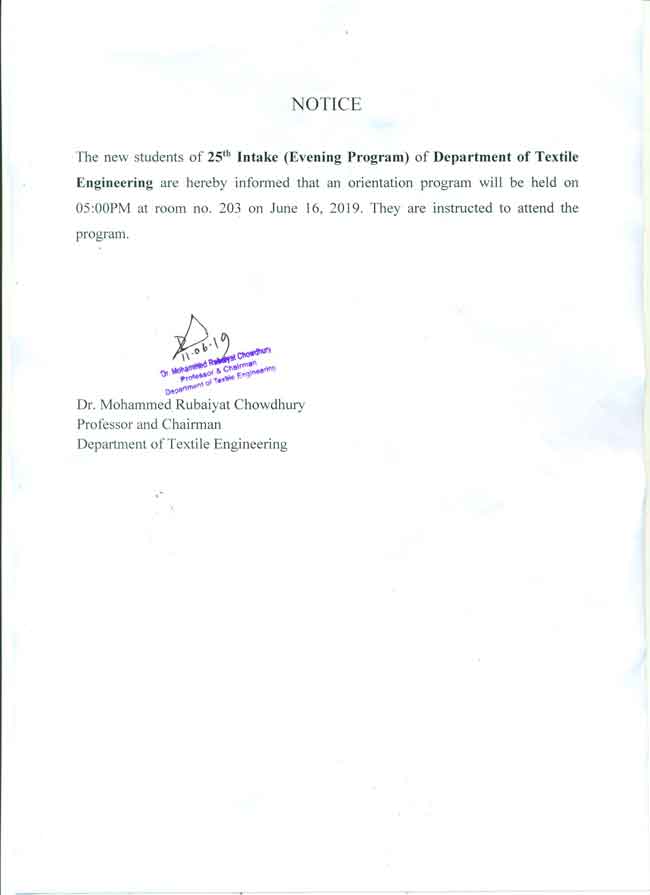 NOTICE
The new students of 25th Intake (Evening Program) of Department of Textile
Engineering are hereby informed that an orientation program will be held on
05:00PM at room no. 203 on June 16, 2019. They are instructed to attend the
program.
11-06-19
Dr. Mohammed Rubaiyat Chowdhury
Professor & Chairman
Department of Textile Engineering
Dr. Mohammed Rubaiyat Chowdhury
Professor and Chairman
Department of Textile Engineering